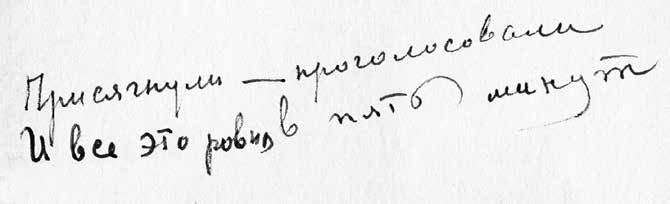 Присягнули — проголосовали
И все это ровно в пять минут